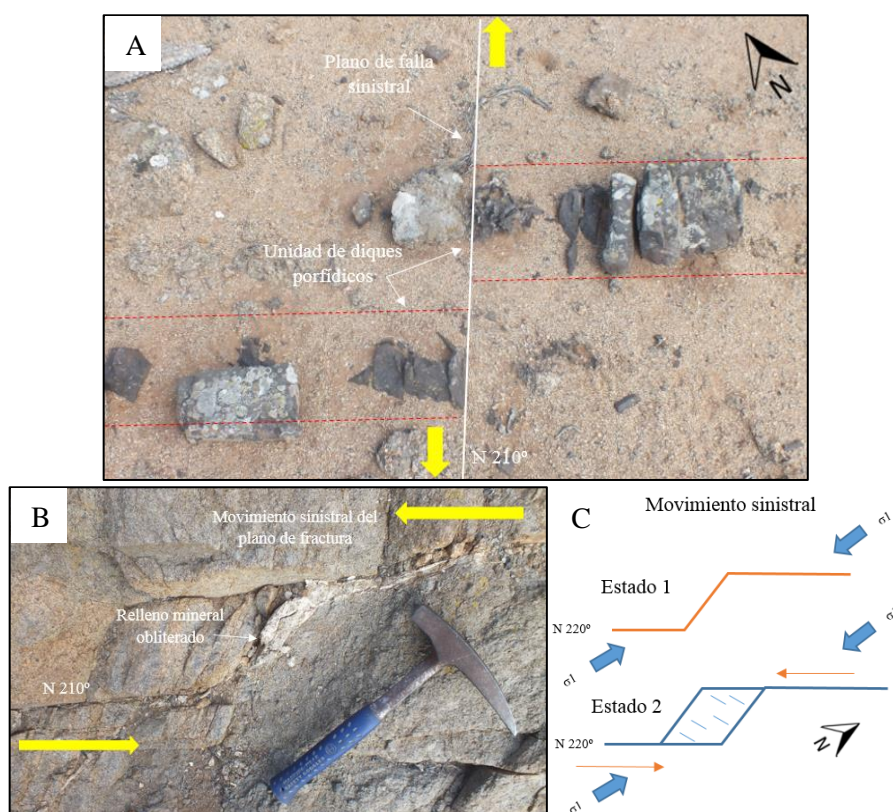 A
Plano de falla
sinistral
N
Unidad de diques
porfídicos
N 210º
B
Movimiento sinistral del
plano de fractura
Relleno mineral
obliterado
N 210º
C
Movimiento sinistral
σ1
Estado 1
N 220º
σ1
Estado 2
N 220º
N
σ1